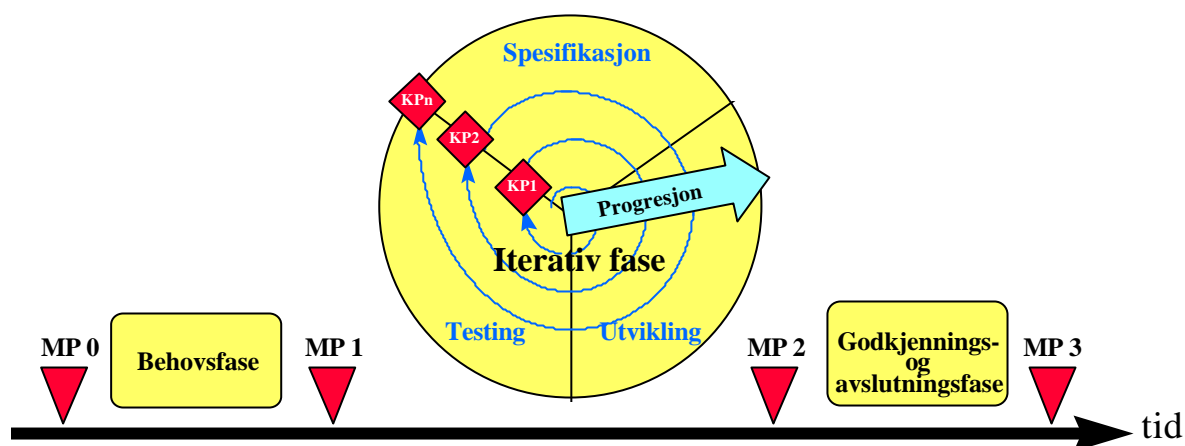 Spesifikasjon
KPn
KP2
KP1
Progresjon
Iterativ fase
Testing
Utvikling
MP 0
Behovsfase
MP 1
MP 2
Godkjennings-
og
avslutningsfase
MP 3
tid